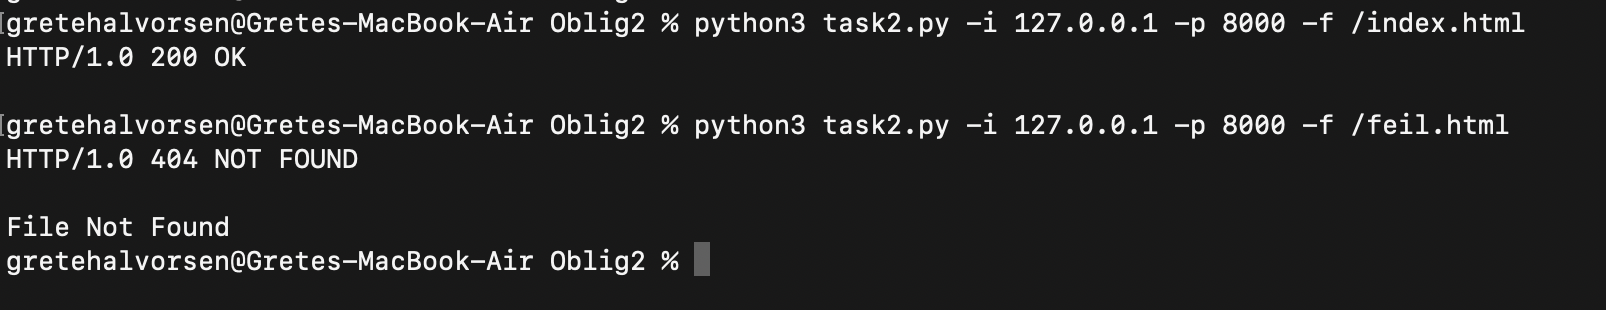 gretehalvorsen@Gretes-MacBook-Air Oblig2 % python3 task2.py -i 127.0.0.1 -p 8000 -f /index.html
HTTP/1.0 200 OK
[gretehalvorsen@Gretes-MacBook-Air Oblig2 % python3 task2.py -i 127.0.0.1 -p 8000 -f /feil.html
HTTP/1.0 404 NOT FOUND
File Not Found
gretehalvorsen@Gretes-MacBook-Air Oblig2 %